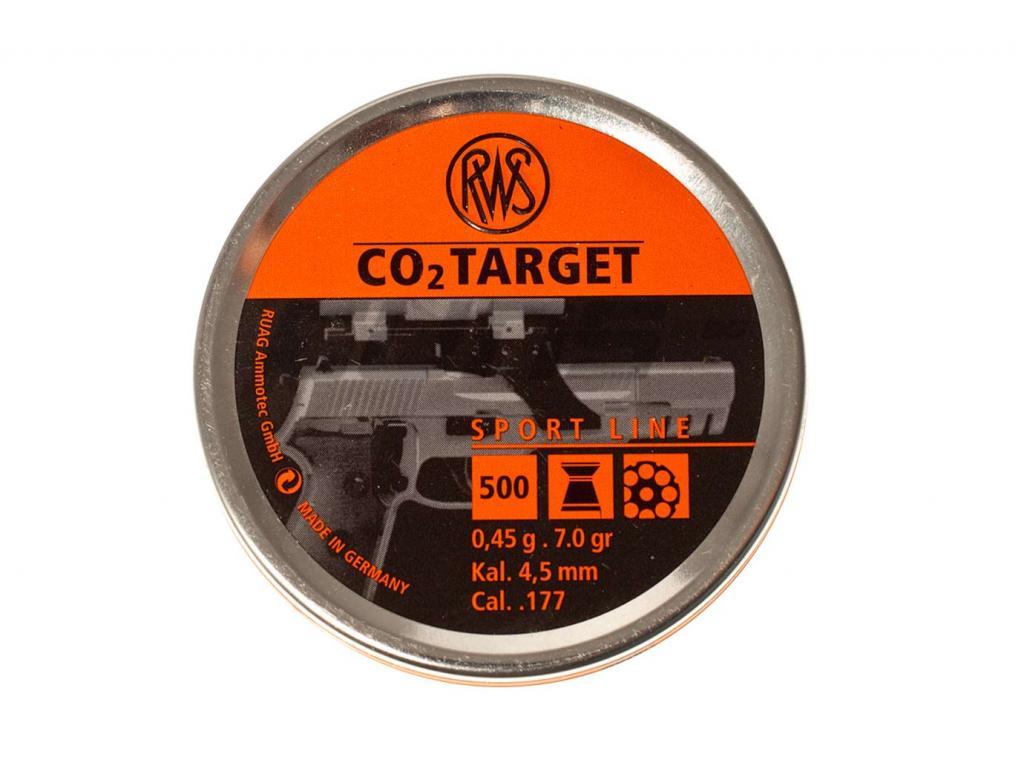 RWS
CO₂ TARGET
RUAG Ammotec GmbH
MADE IN GERMANY
SPORT LINE
500
0,45 g . 7.0 gr
Kal. 4,5 mm
Cal. .177